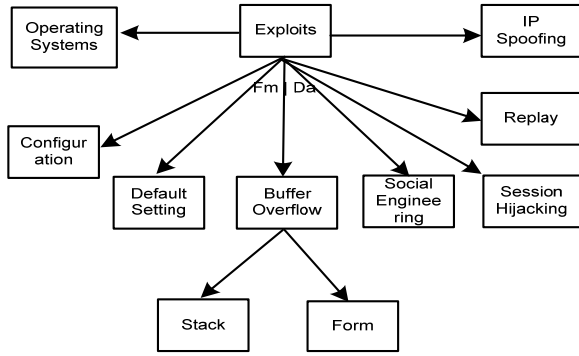 Operating
Systems
Exploits
IP
Spoofing
Fm | Da
Replay
Configur
ation
Default
Setting
Buffer
Overflow
Social
Enginee
ring
Session
Hijacking
Stack
Form